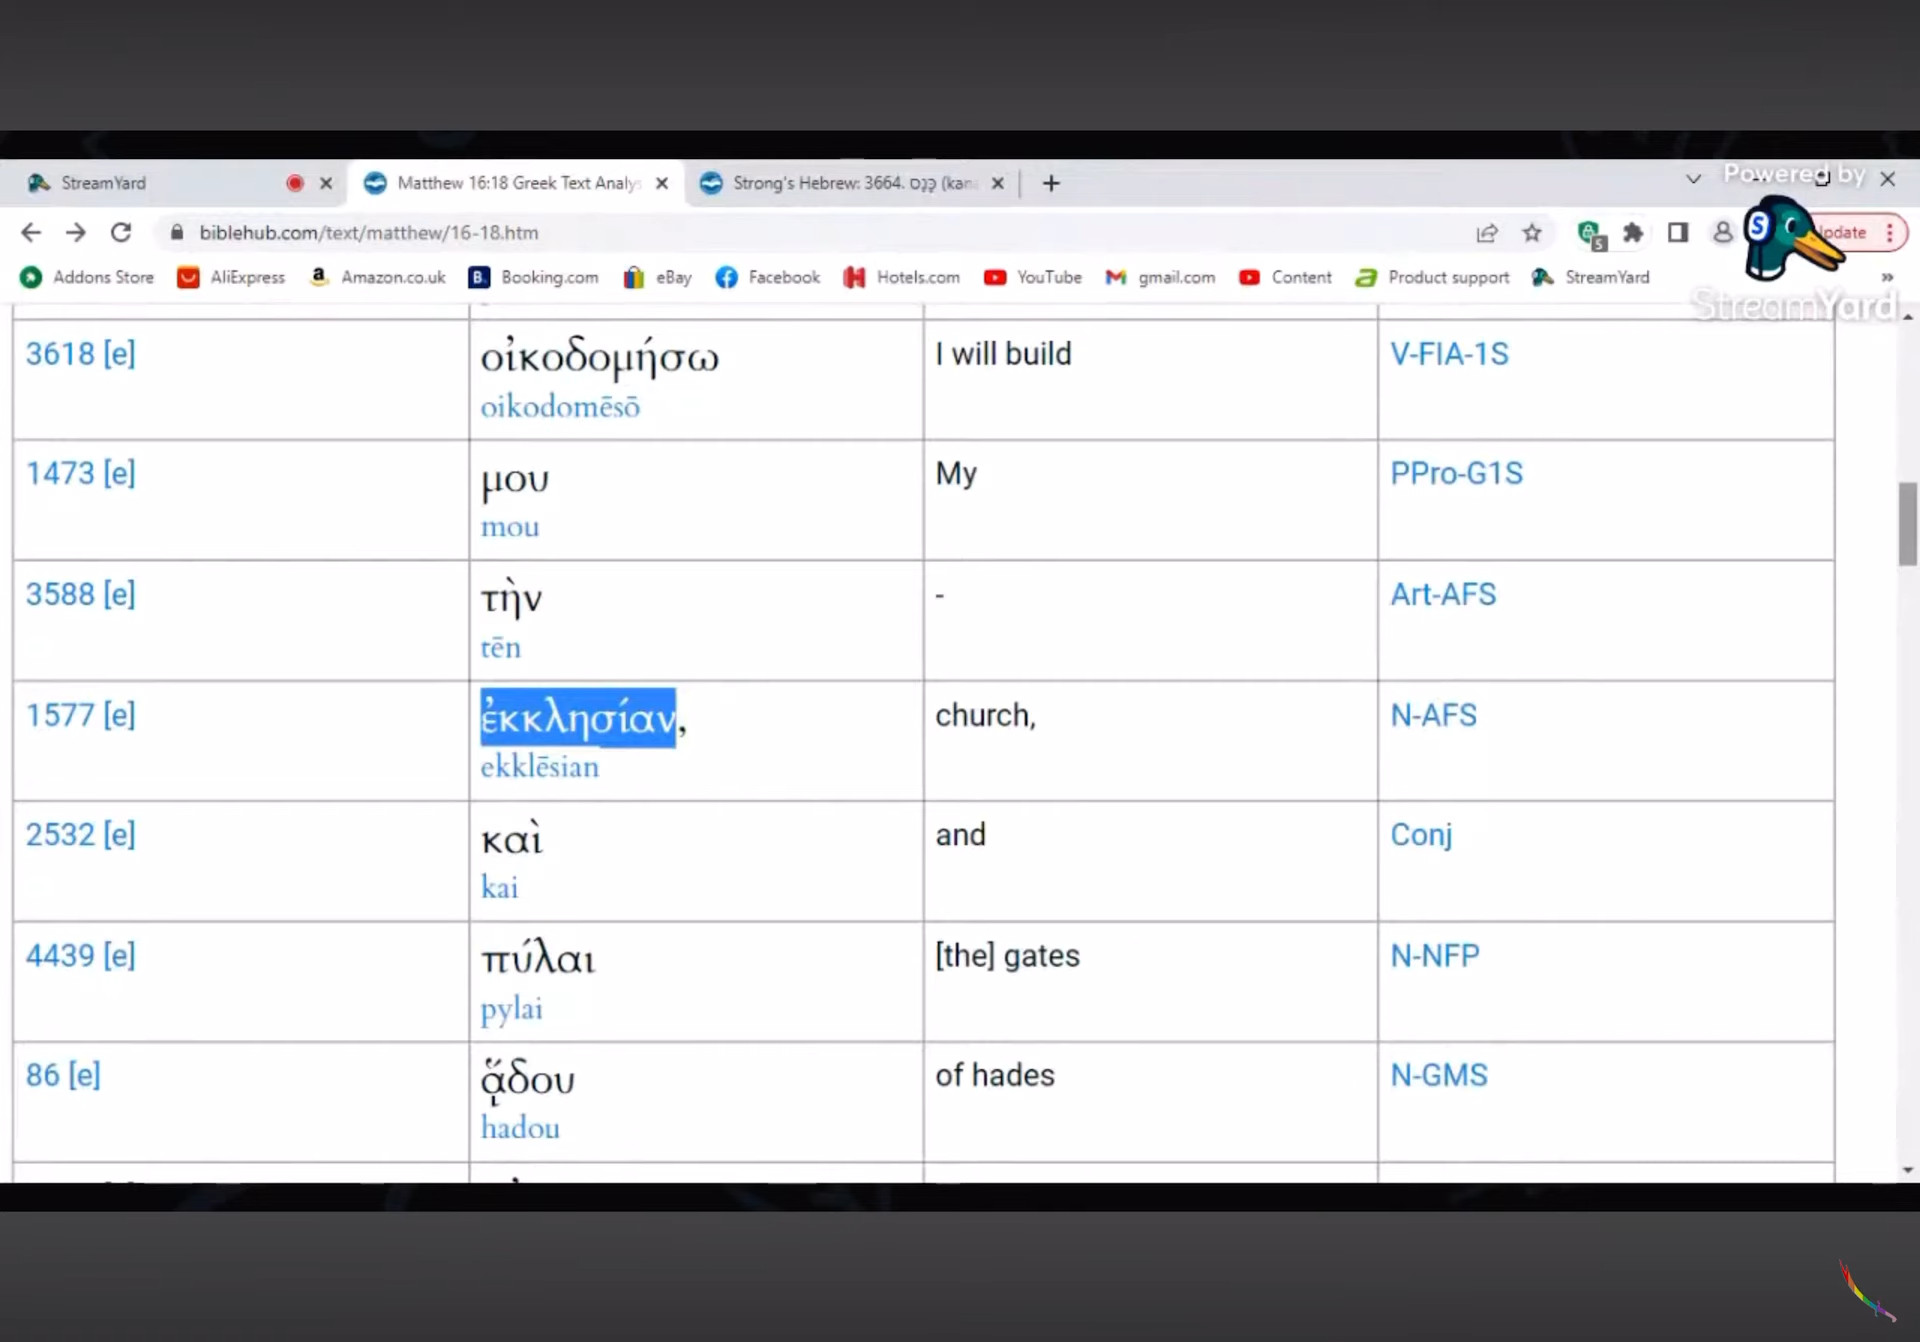 Powered by
StreamYard
Matthew 16:18 Greek Text Analys
Strong's Hebrew: 3664. כָּנַס (kana
biblehub.com/text/matthew/16-18.htm
Addons Store AliExpress Amazon.co.uk Booking.com eBay Facebook Hotels.com YouTube gmail.com Content Product support StreamYard
StreamYard
3618 [e] οἰκοδομήσω I will build V-FIA-1S
oikodomēsō
1473 [e] μου My PPro-G1S
mou
3588 [e] τὴν - Art-AFS
tēn
1577 [e] ἐκκλησίαν, church, N-AFS
ekklēsian
2532 [e] καὶ and Conj
kai
4439 [e] πύλαι [the] gates N-NFP
pylai
86 [e] ᾅδου of hades N-GMS
hadou